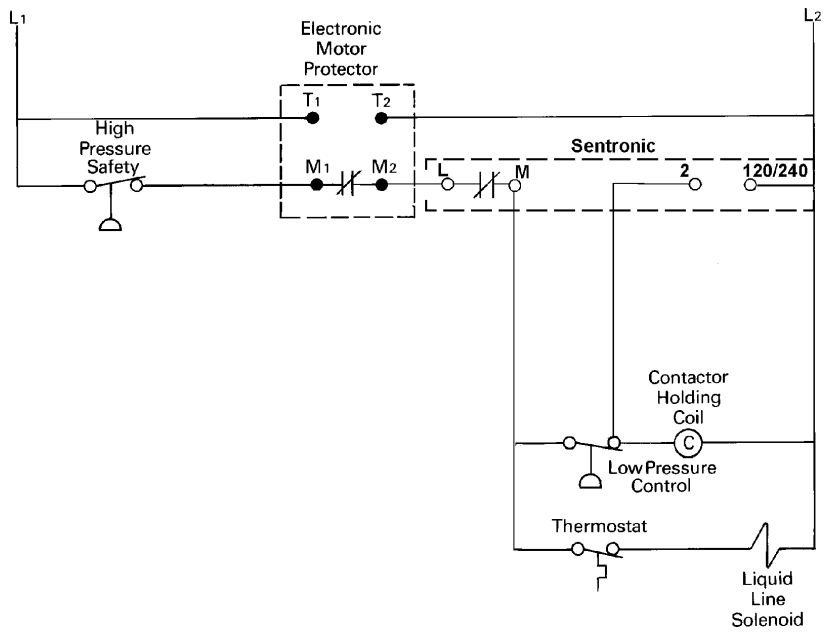 L1
L2
Electronic
Motor
Protector
T1
T2
High
Pressure
Safety
Sentronic
M1
M2
L
M
2
120/240
Contactor
Holding
Coil
C
Low Pressure
Control
Thermostat
Liquid
Line
Solenoid